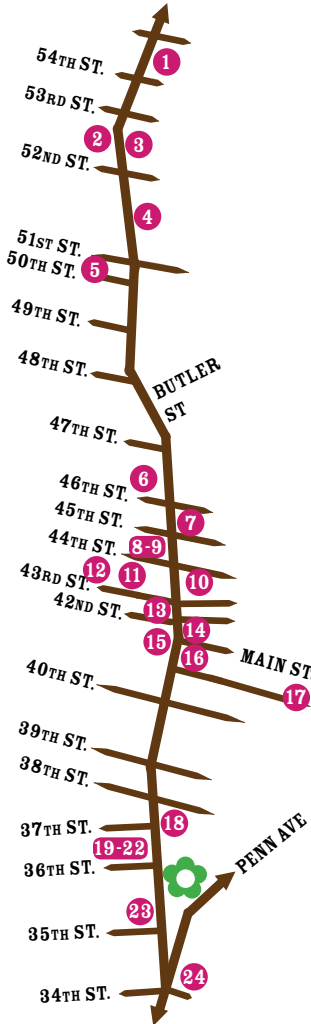 1
54TH ST.
53RD ST.
2
3
52ND ST.
4
51ST ST.
50TH ST.
5
49TH ST.
48TH ST.
BUTLER
ST
47TH ST.
6
46TH ST.
45TH ST.
7
44TH ST.
8-9
43RD ST.
12
11
10
42ND ST.
13
14
15
16
MAIN ST.
17
40TH ST.
39TH ST.
38TH ST.
37TH ST.
18
19-22
36TH ST.
PENN AVE
23
35TH ST.
24
34TH ST.